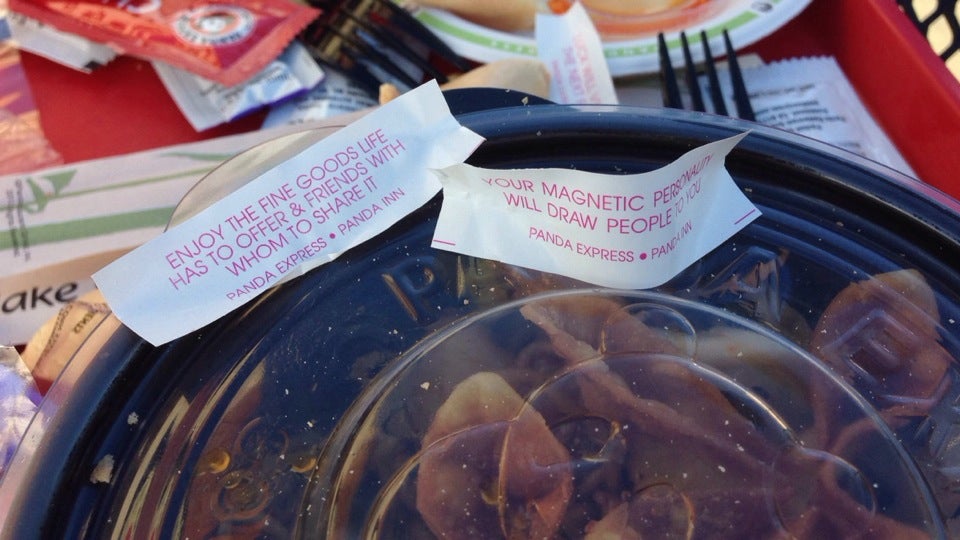 ENJOY THE FINE GOODS LIFE
HAS TO OFFER & FRIENDS WITH
WHOM TO SHARE IT
PANDA EXPRESS • PANDA INN
YOUR MAGNETIC PERSONALITY
WILL DRAW PEOPLE TO YOU
PANDA EXPRESS • PANDA INN
ake